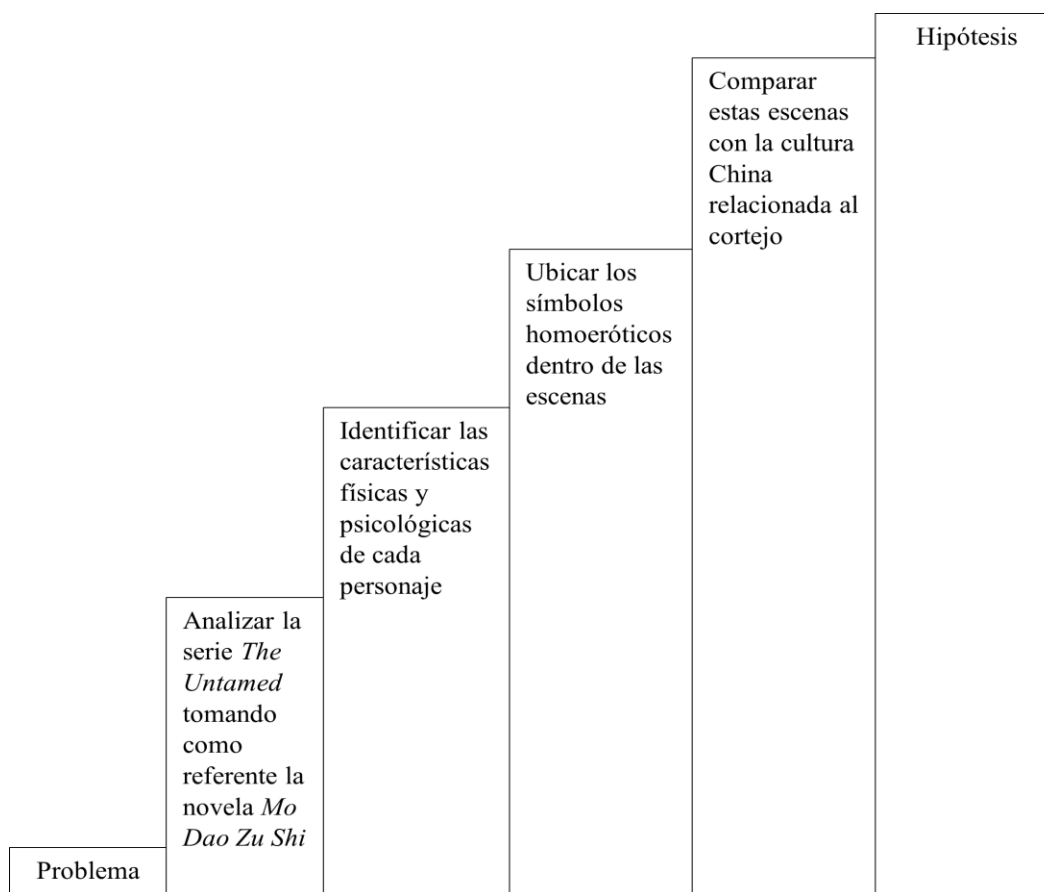 Problema
Analizar la
serie The
Untamed
tomando
como
referente la
novela Mo
Dao Zu Shi
Identificar las
características
físicas y
psicológicas
de cada
personaje
Ubicar los
símbolos
homoeróticos
dentro de las
escenas
Comparar
estas escenas
con la cultura
China
relacionada al
cortejo
Hipótesis